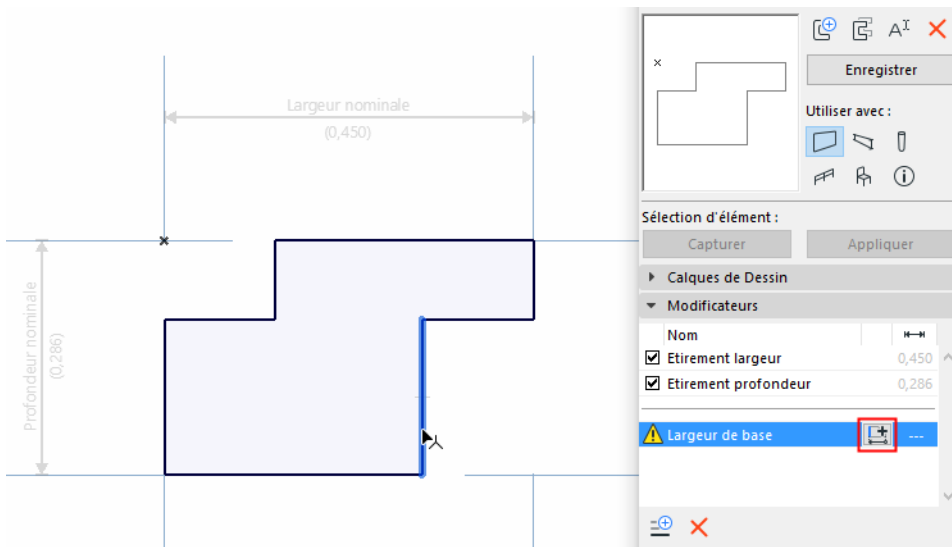 Largeur nominale
(0,450)
Profondeur nominale
(0,286)
Enregistrer
Utiliser avec :
Sélection d'élément :
Capturer
Appliquer
Calques de Dessin
Modificateurs
Nom
Etirement largeur 0,450
Etirement profondeur 0,286
Largeur de base ---